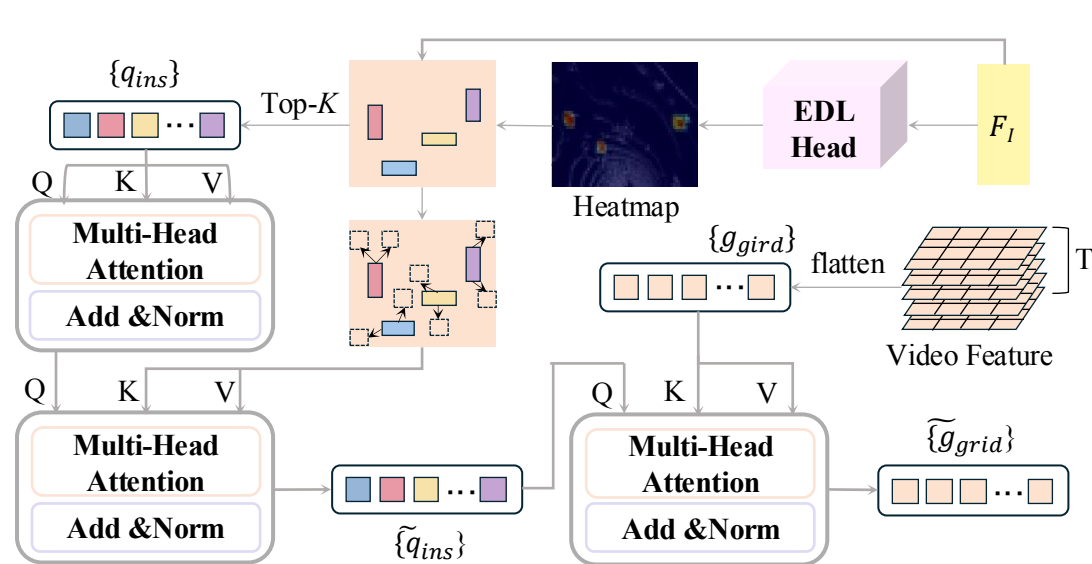 {q_ins}
Top-K
EDL
Head
F_I
Heatmap
Q
K
V
Multi-Head
Attention
Add &Norm
{g_gird}
flatten
T
Video Feature
Q
K
V
Multi-Head
Attention
Add &Norm
{q̃_ins}
Q
K
V
Multi-Head
Attention
Add &Norm
{g̃_grid}